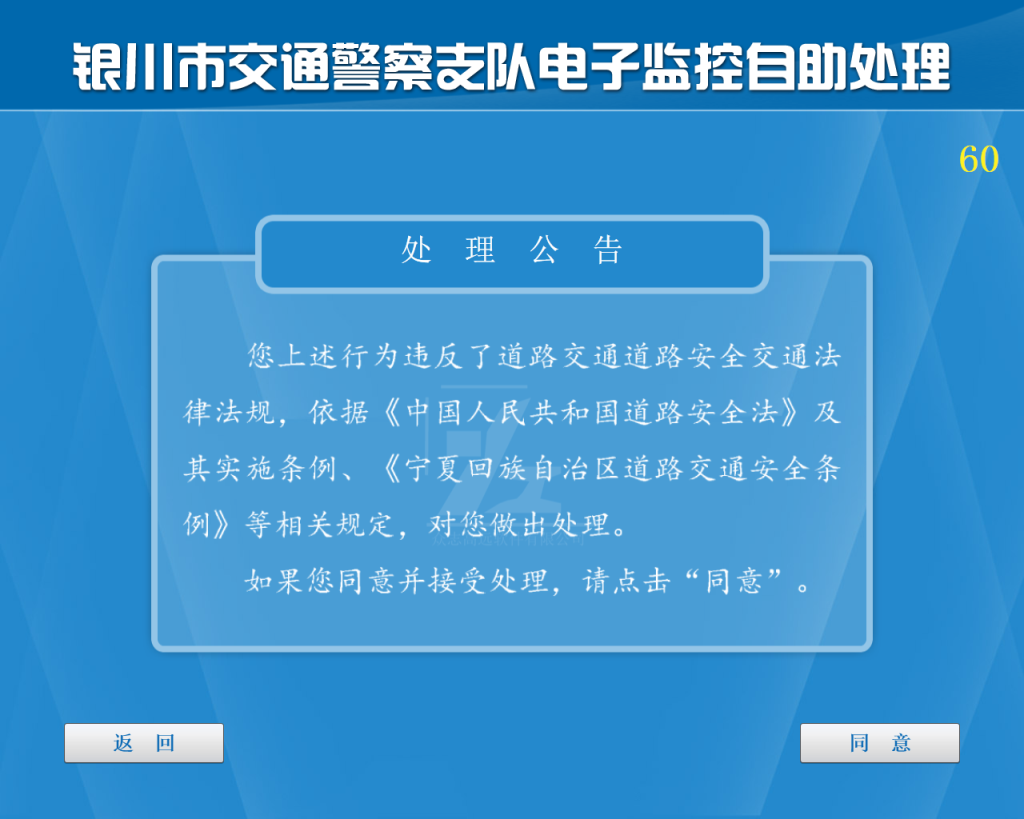 银川市交通警察支队电子监控自助处理
60
处理公告
您上述行为违反了道路交通道路安全交通法
律法规，依据《中国人民共和国道路安全法》及
其实施条例、《宁夏回族自治区道路交通安全条
例》等相关规定，对您做出处理。
如果您同意并接受处理，请点击“同意”。
返回
同意